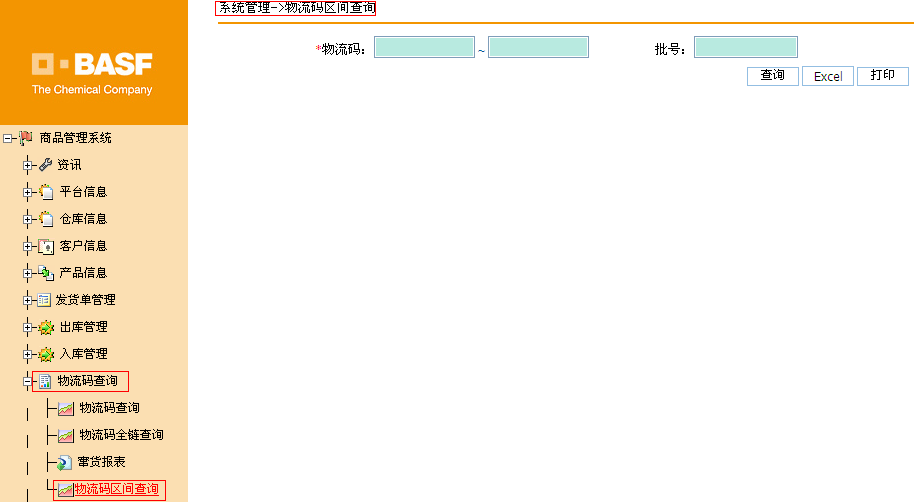 系统管理->物流码区间查询
*物流码： ~ 批号：
查询 Excel 打印
BASF
The Chemical Company
商品管理系统
资讯
平台信息
仓库信息
客户信息
产品信息
发货单管理
出库管理
入库管理
物流码查询
物流码查询
物流码全链查询
窜货报表
物流码区间查询